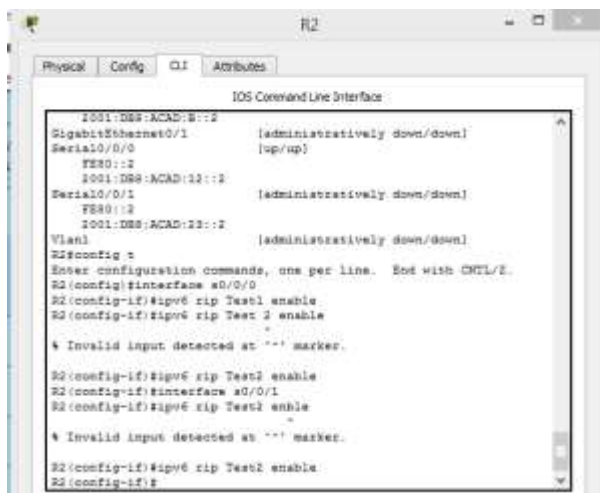 R2
Physical Config CLI Attributes
IOS Command Line Interface
2001:DB8:ACAD:B::2
GigabitEthernet0/1 [administratively down/down]
Serial0/0/0 [up/up]
FE80::2
2001:DB8:ACAD:12::2
Serial0/0/1 [administratively down/down]
FE80::2
2001:DB8:ACAD:23::2
Vlan1 [administratively down/down]
R2#config t
Enter configuration commands, one per line. End with CNTL/Z.
R2(config)#interface s0/0/0
R2(config-if)#ipv6 rip Test1 enable
R2(config-if)#ipv6 rip Test 2 enable
^
% Invalid input detected at '^' marker.
R2(config-if)#ipv6 rip Test2 enable
R2(config-if)#interface s0/0/1
R2(config-if)#ipv6 rip Test2 enble
^
% Invalid input detected at '^' marker.
R2(config-if)#ipv6 rip Test2 enable
R2(config-if)#